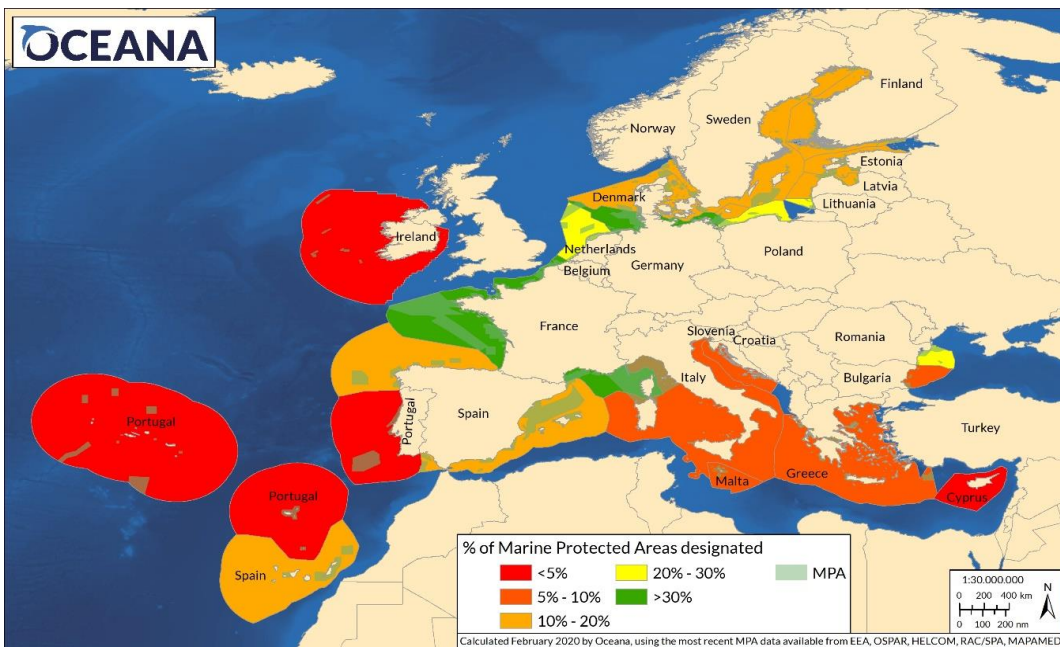 OCEANA
Finland
Norway
Sweden
Estonia
Latvia
Lithuania
Denmark
Ireland
Netherlands
Belgium
Germany
Poland
France
Slovenia
Croatia
Romania
Italy
Bulgaria
Portugal
Portugal
Spain
Turkey
Greece
Malta
Cyprus
Portugal
Spain
% of Marine Protected Areas designated
<5%
20% - 30%
MPA
5% - 10%
>30%
10% - 20%
1:30.000.000
0 200 400 km
0 100 200 nm
N
Calculated February 2020 by Oceana, using the most recent MPA data available from EEA, OSPAR, HELCOM, RAC/SPA, MAPAMED